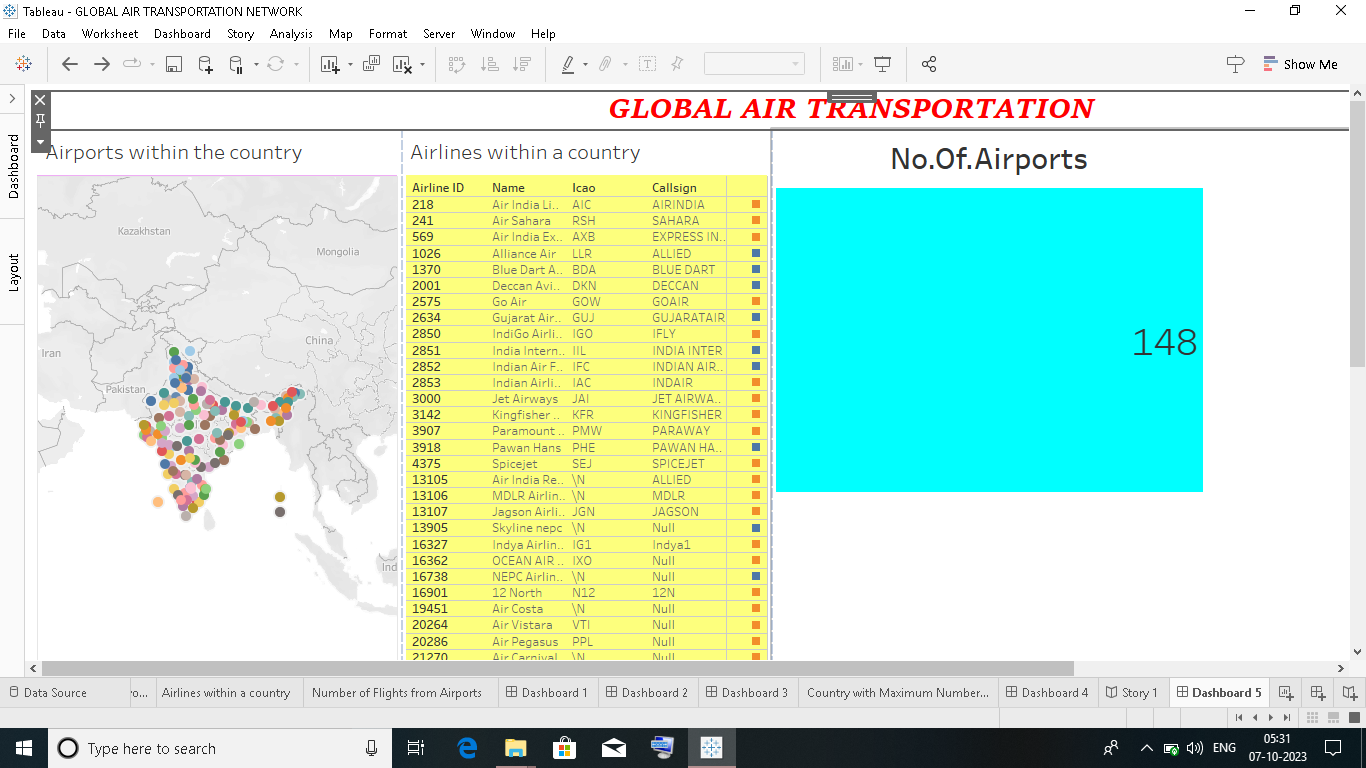 Tableau - GLOBAL AIR TRANSPORTATION NETWORK
File Data Worksheet Dashboard Story Analysis Map Format Server Window Help
Show Me
Dashboard
Layout
GLOBAL AIR TRANSPORTATION
Airports within the country
Kazakhstan
Mongolia
China
Iran
Pakistan
Ind
Airlines within a country
Airline ID Name Icao Callsign
218 Air India Li.. AIC AIRINDIA
241 Air Sahara RSH SAHARA
569 Air India Ex.. AXB EXPRESS IN..
1026 Alliance Air LLR ALLIED
1370 Blue Dart A.. BDA BLUE DART
2001 Deccan Avi.. DKN DECCAN
2575 Go Air GOW GOAIR
2634 Gujarat Air.. GUJ GUJARATAIR
2850 IndiGo Airli.. IGO IFLY
2851 India Intern.. IIL INDIA INTER
2852 Indian Air F.. IFC INDIAN AIR..
2853 Indian Airli.. IAC INDAIR
3000 Jet Airways JAI JET AIRWA..
3142 Kingfisher .. KFR KINGFISHER
3907 Paramount .. PMW PARAWAY
3918 Pawan Hans PHE PAWAN HA..
4375 Spicejet SEJ SPICEJET
13105 Air India Re.. \N ALLIED
13106 MDLR Airlin.. \N MDLR
13107 Jagson Airli.. JGN JAGSON
13905 Skyline nepc \N Null
16327 Indya Airlin.. IG1 Indya1
16362 OCEAN AIR .. IXO Null
16738 NEPC Airlin.. \N Null
16901 12 North N12 12N
19451 Air Costa \N Null
20264 Air Vistara VTI Null
20286 Air Pegasus PPL Null
21270 Air Carnival \N Null
No.Of.Airports
148
Data Source ro... Airlines within a country Number of Flights from Airports Dashboard 1 Dashboard 2 Dashboard 3 Country with Maximum Number... Dashboard 4 Story 1 Dashboard 5
Type here to search
ENG
05:31
07-10-2023